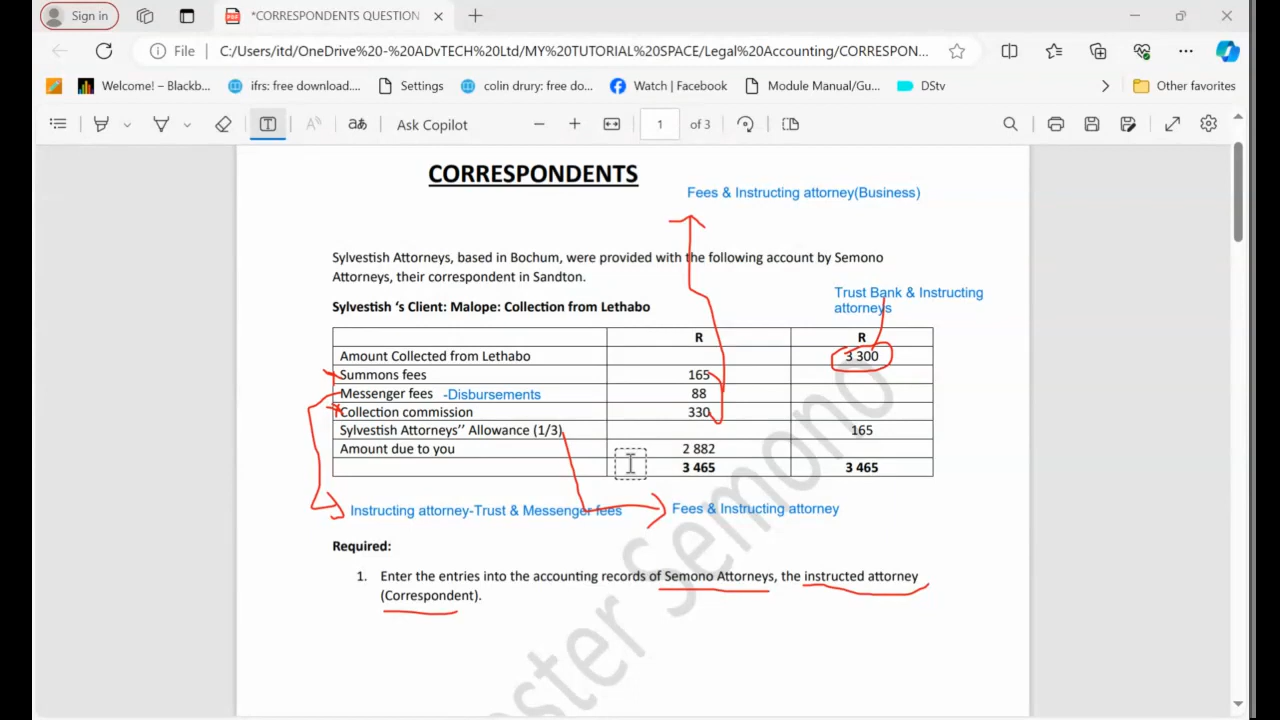 Sign in
*CORRESPONDENTS QUESTION
File
C:/Users/itd/OneDrive%20-%20ADvTECH%20Ltd/MY%20TUTORIAL%20SPACE/Legal%20Accounting/CORRESPON...
Welcome! – Blackb...
ifrs: free download....
Settings
colin drury: free do...
Watch | Facebook
Module Manual/Gu...
DStv
Other favorites
Ask Copilot
1 of 3
CORRESPONDENTS
Fees & Instructing attorney(Business)
Sylvestish Attorneys, based in Bochum, were provided with the following account by Semono
Attorneys, their correspondent in Sandton.
Trust Bank & Instructing
attorneys
Sylvestish ‘s Client: Malope: Collection from Lethabo
R R
Amount Collected from Lethabo 3 300
Summons fees 165
Messenger fees -Disbursements 88
Collection commission 330
Sylvestish Attorneys’’ Allowance (1/3) 165
Amount due to you 2 882
3 465 3 465
Instructing attorney-Trust & Messenger fees
Fees & Instructing attorney
Required:
1. Enter the entries into the accounting records of Semono Attorneys, the instructed attorney
(Correspondent).
ster Semono